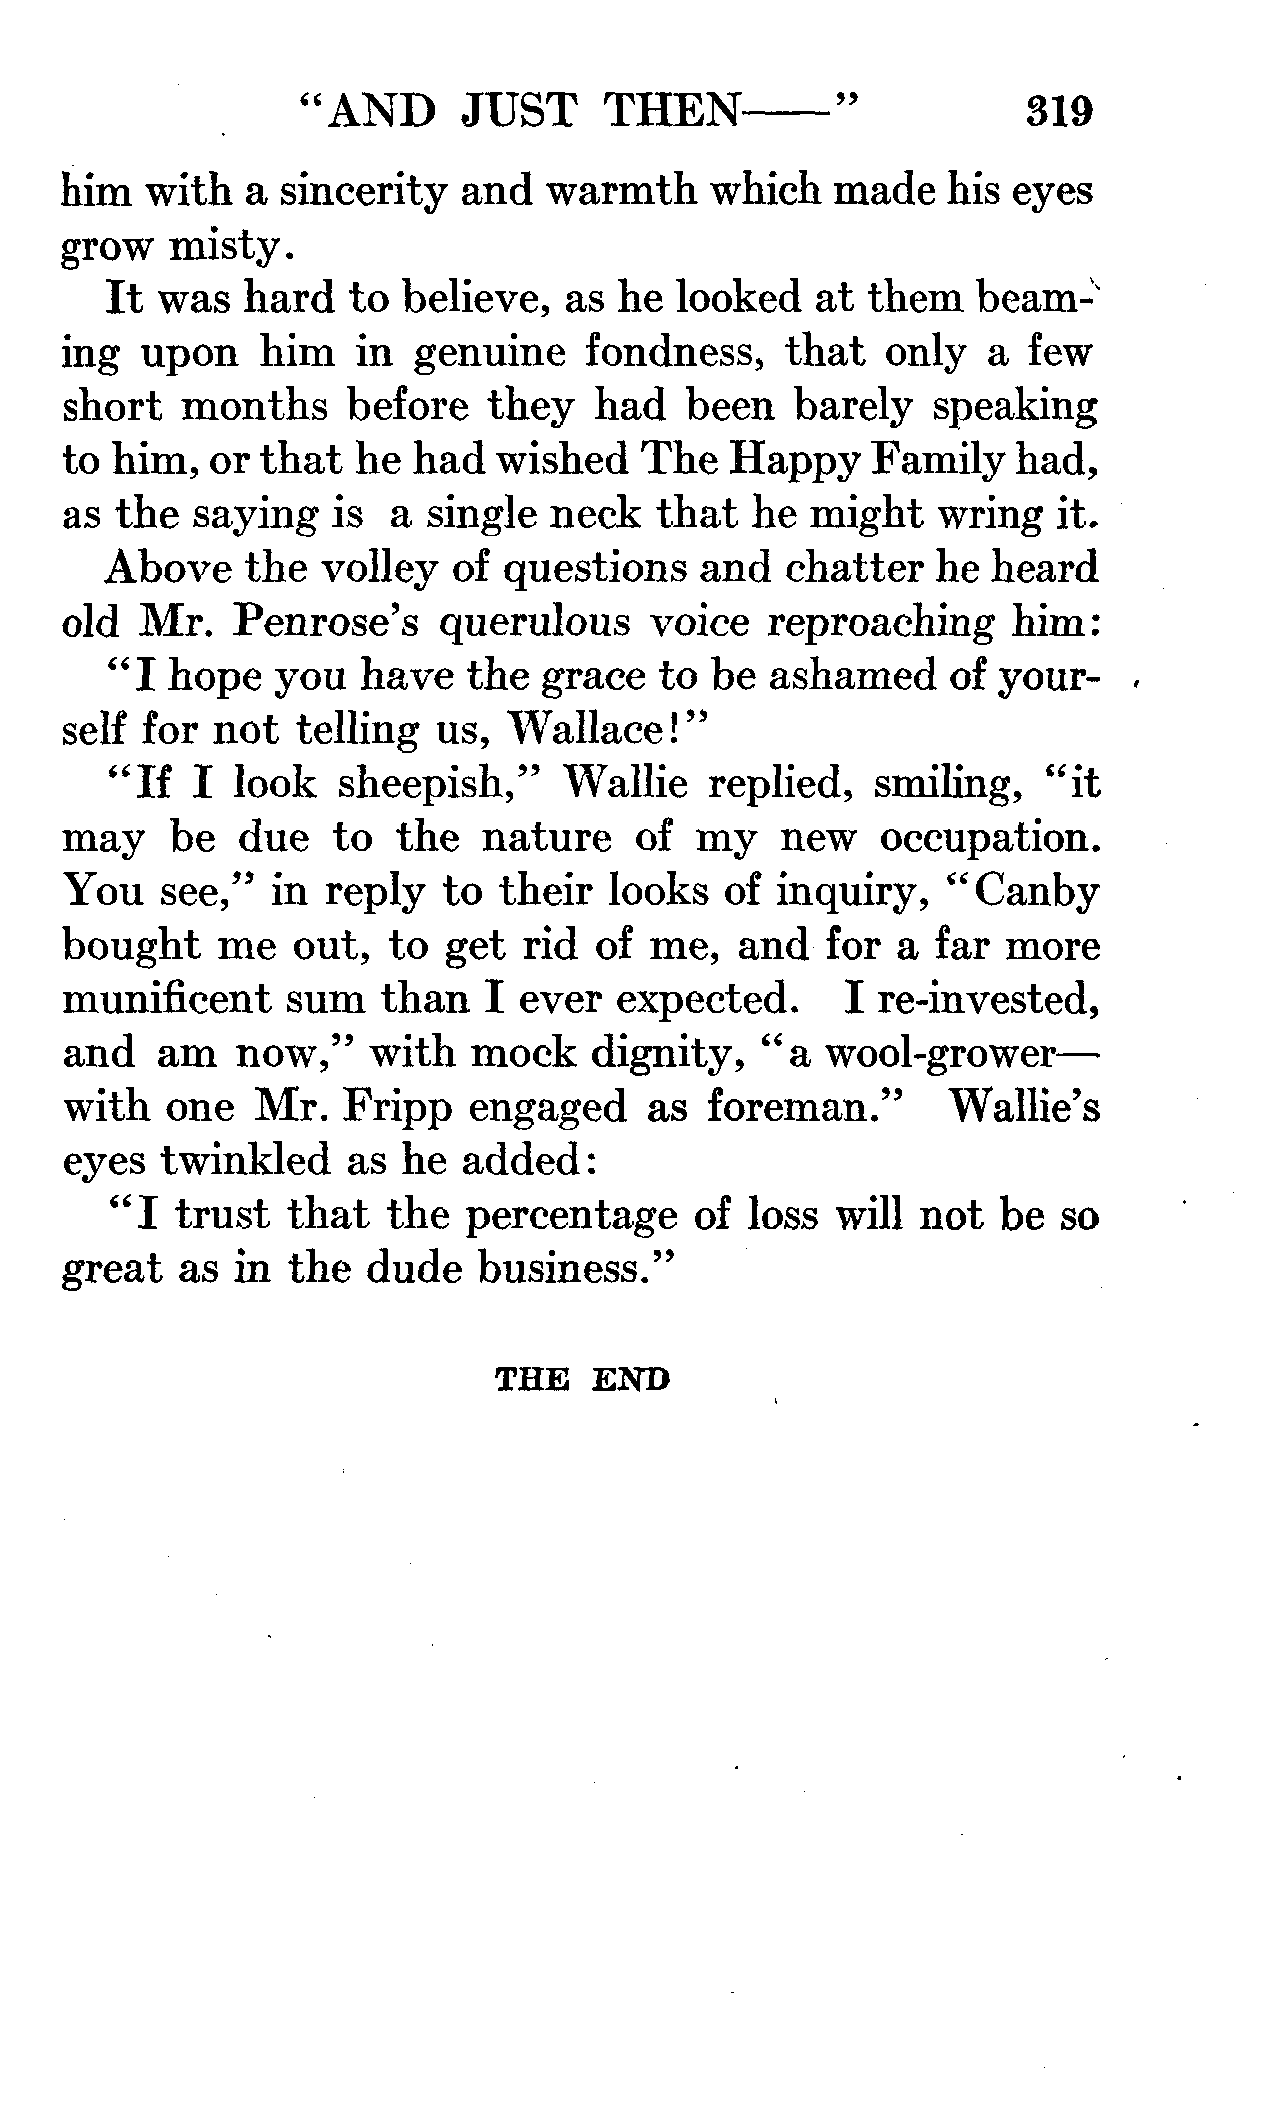 "AND JUST THEN——" 319
him with a sincerity and warmth which made his eyes
grow misty.
It was hard to believe, as he looked at them beam-
ing upon him in genuine fondness, that only a few
short months before they had been barely speaking
to him, or that he had wished The Happy Family had,
as the saying is a single neck that he might wring it.
Above the volley of questions and chatter he heard
old Mr. Penrose's querulous voice reproaching him:
"I hope you have the grace to be ashamed of your-
self for not telling us, Wallace!"
"If I look sheepish," Wallie replied, smiling, "it
may be due to the nature of my new occupation.
You see," in reply to their looks of inquiry, "Canby
bought me out, to get rid of me, and for a far more
munificent sum than I ever expected. I re-invested,
and am now," with mock dignity, "a wool-grower—
with one Mr. Fripp engaged as foreman." Wallie's
eyes twinkled as he added:
"I trust that the percentage of loss will not be so
great as in the dude business."
THE END